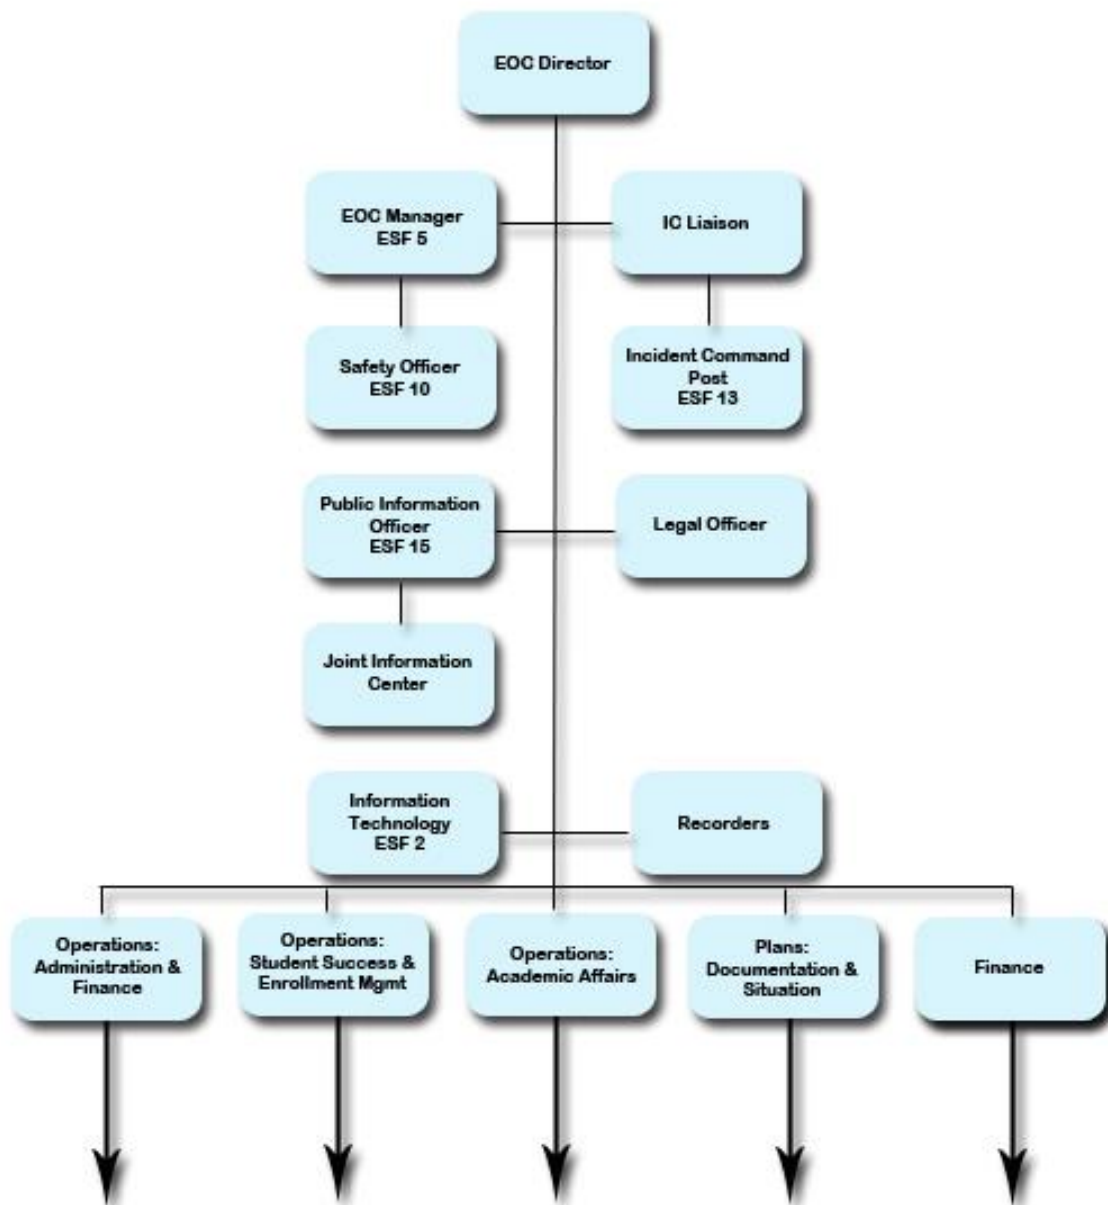 EOC Director
EOC Manager
ESF 5
IC Liaison
Safety Officer
ESF 10
Incident Command
Post
ESF 13
Public Information
Officer
ESF 15
Legal Officer
Joint Information
Center
Information
Technology
ESF 2
Recorders
Operations:
Administration &
Finance
Operations:
Student Success &
Enrollment Mgmt
Operations:
Academic Affairs
Plans:
Documentation &
Situation
Finance